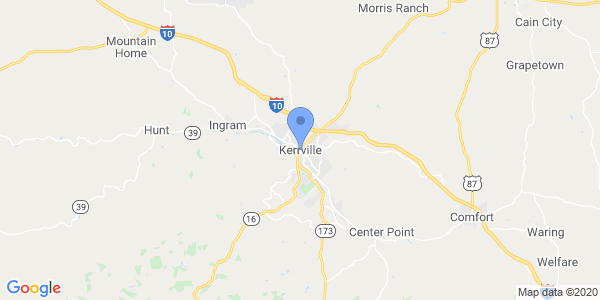 Morris Ranch
Cain City
10
87
Mountain
Home
Grapetown
10
Ingram
Hunt
39
Kerrville
87
39
16
Comfort
173
Center Point
Waring
Welfare
Google
Map data ©2020